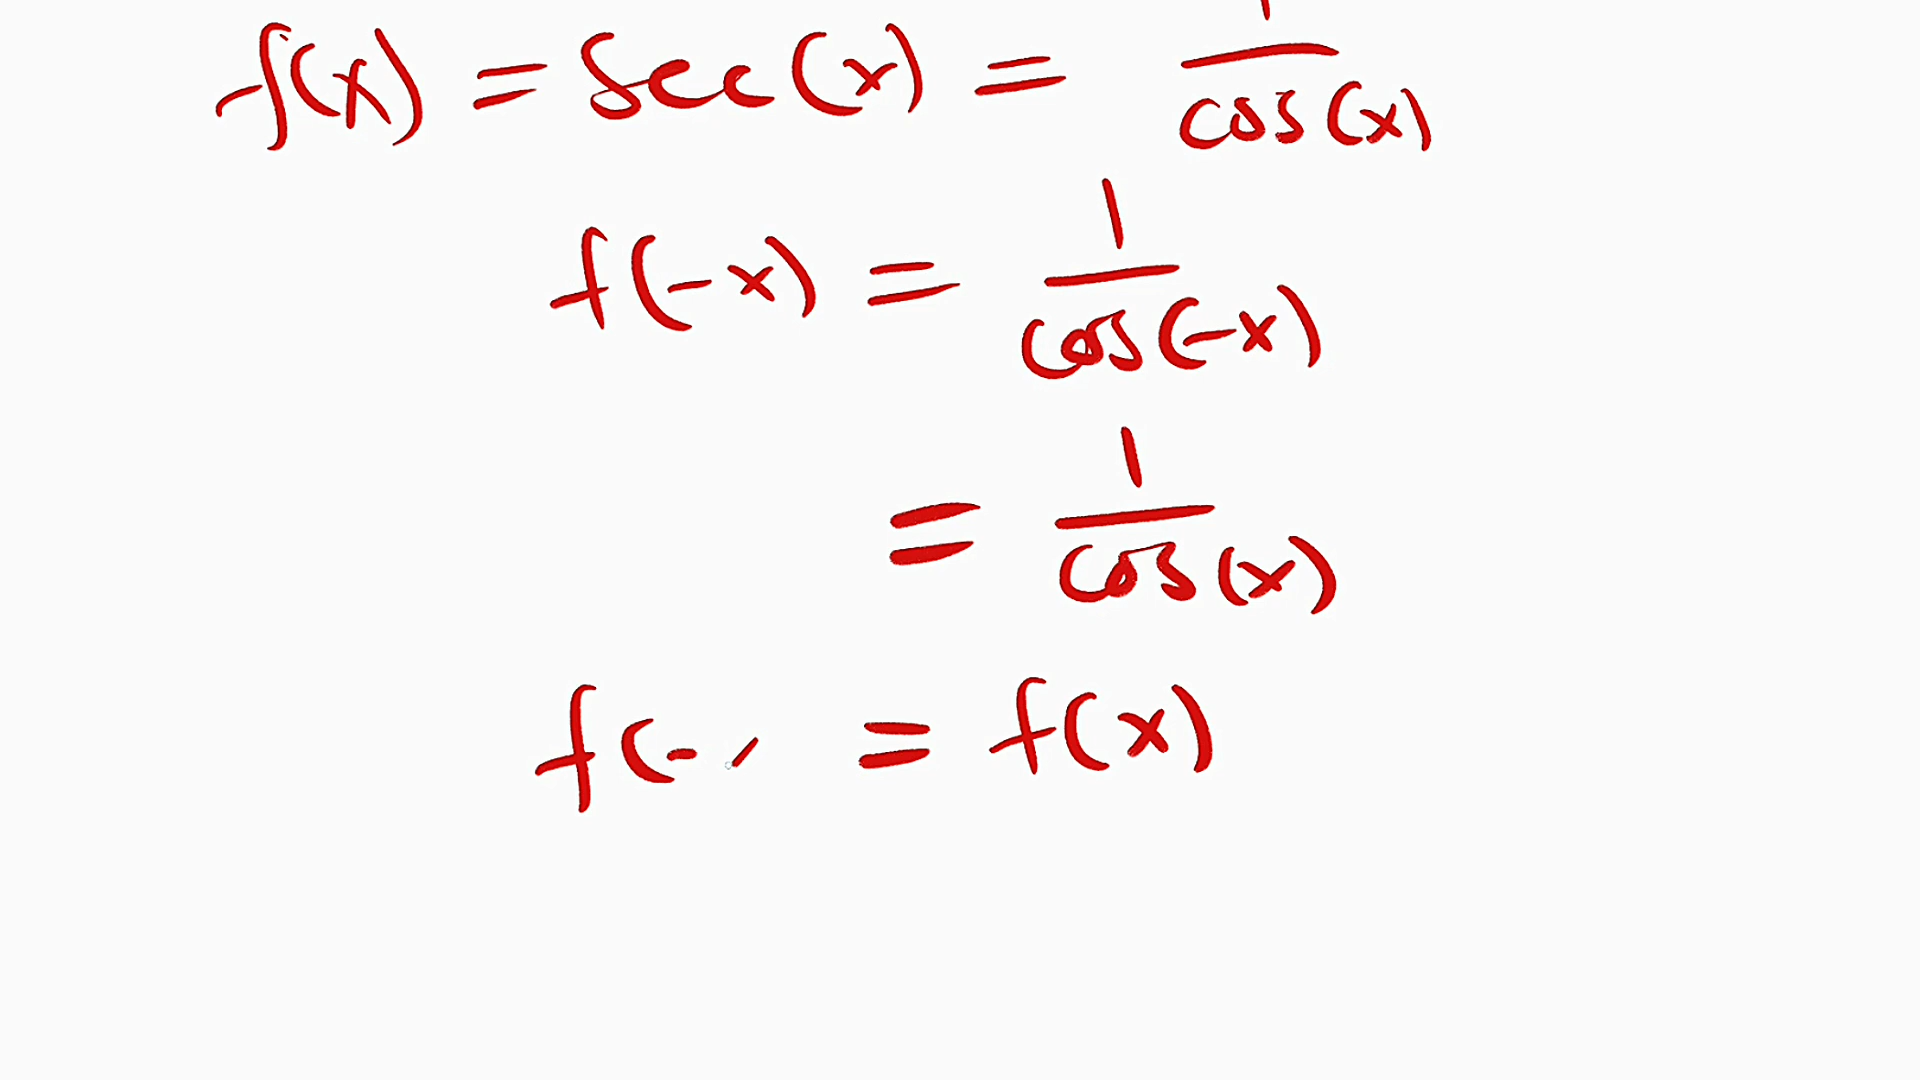 f(x) = sec(x) = 1/cos(x)
f(-x) = 1/cos(-x)
= 1/cos(x)
f(- = f(x)